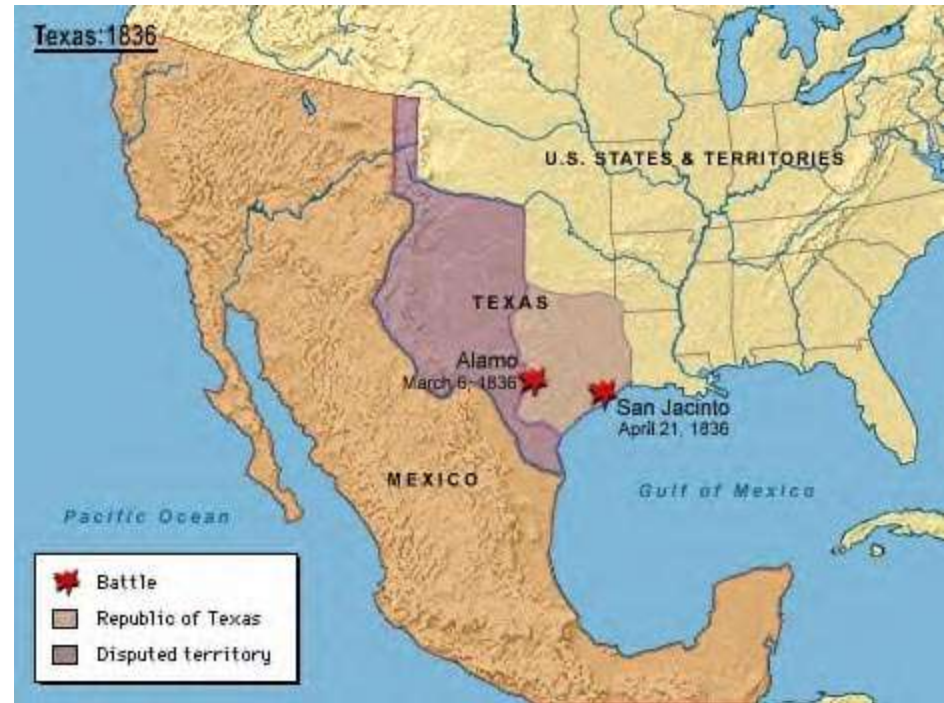 Texas:1836
U.S. STATES & TERRITORIES
TEXAS
Alamo
March 6, 1836
San Jacinto
April 21, 1836
MEXICO
Gulf of Mexico
Pacific Ocean
Battle
Republic of Texas
Disputed territory